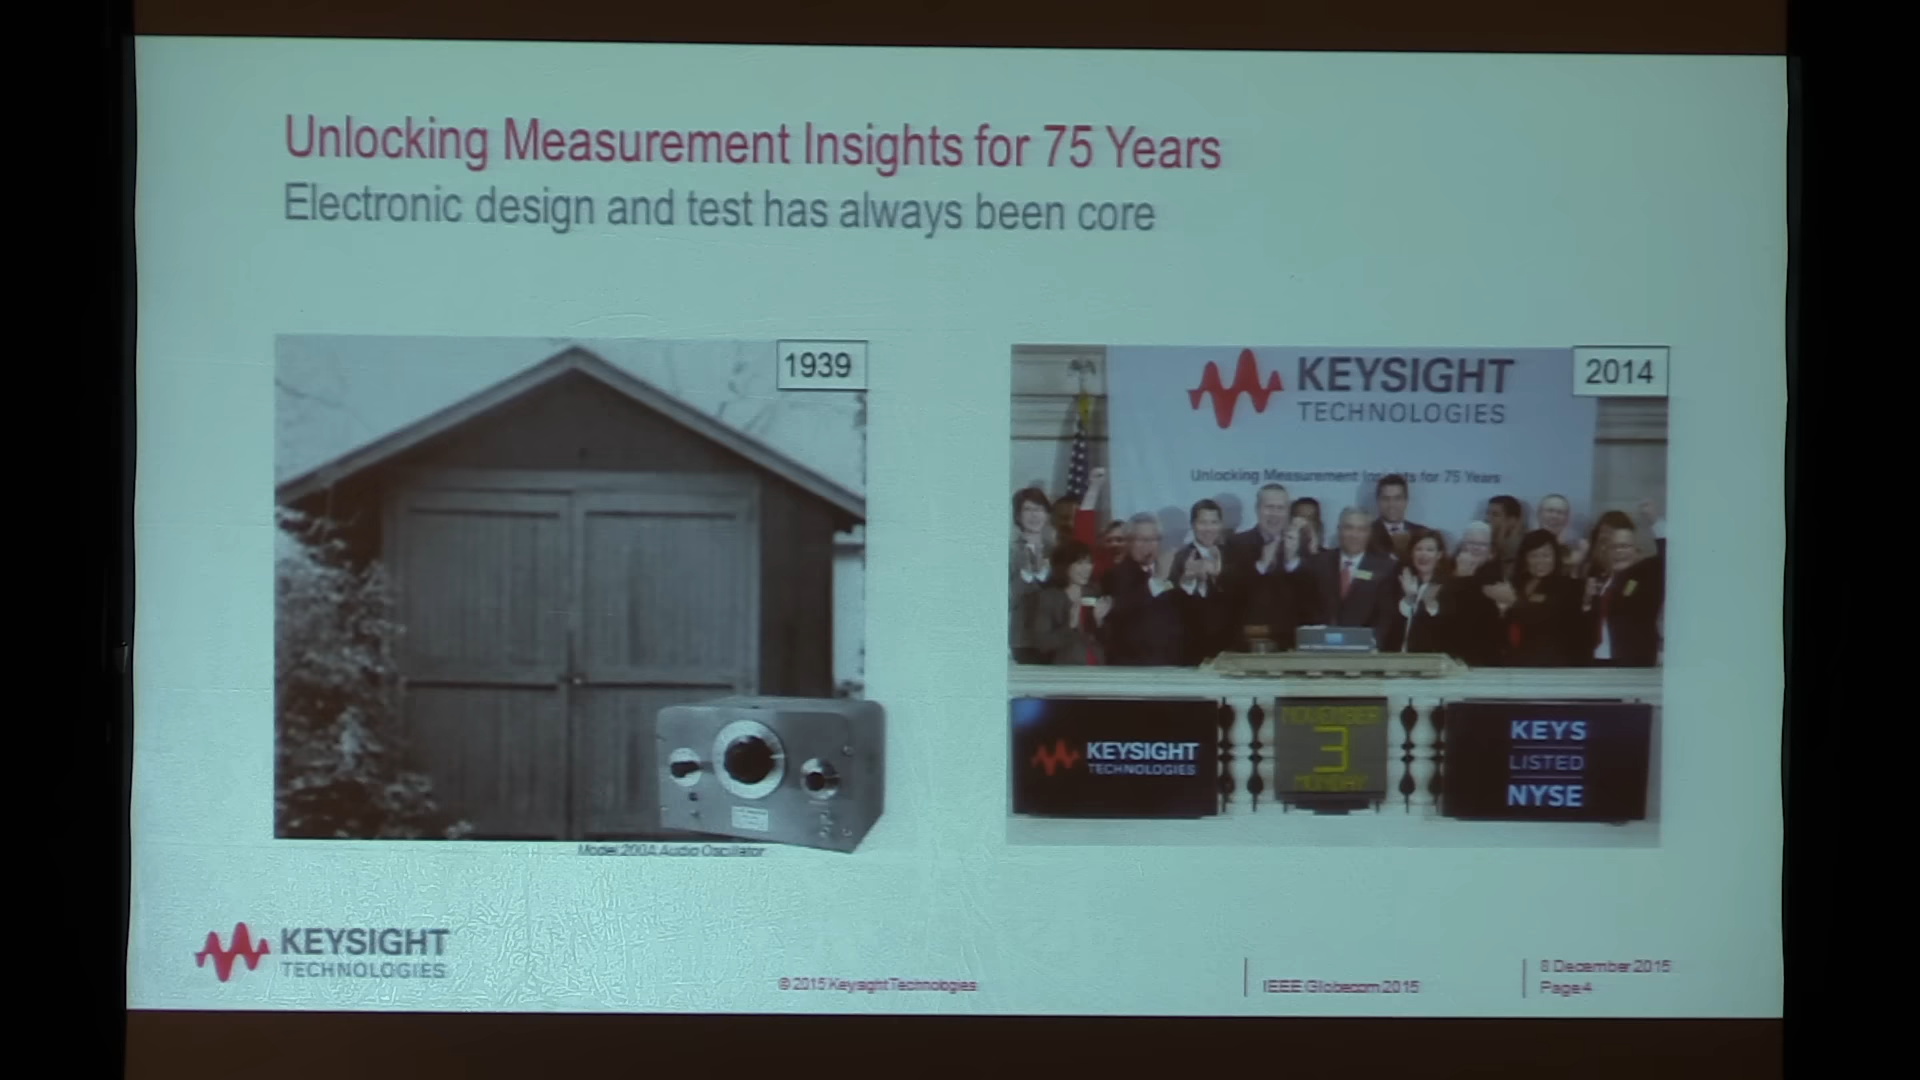 Unlocking Measurement Insights for 75 Years
Electronic design and test has always been core
1939
Model 200A Audio Oscillator
2014
KEYSIGHT
TECHNOLOGIES
Unlocking Measurement Insights for 75 Years
KEYSIGHT
TECHNOLOGIES
NOVEMBER
3
MONDAY
KEYS
LISTED
NYSE
KEYSIGHT
TECHNOLOGIES
© 2015 Keysight Technologies
IEEE Globecom 2015
8 December 2015
Page 4